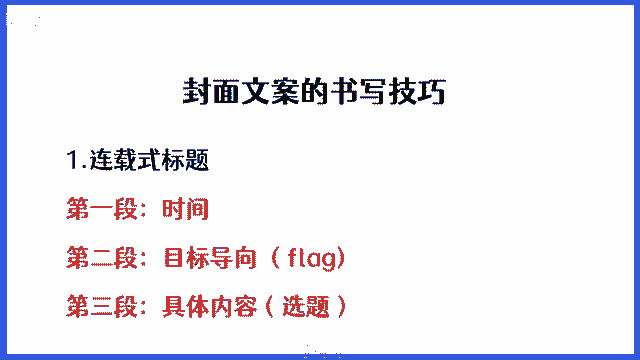 封面文案的书写技巧
1.连载式标题
第一段：时间
第二段：目标导向（flag）
第三段：具体内容（选题）